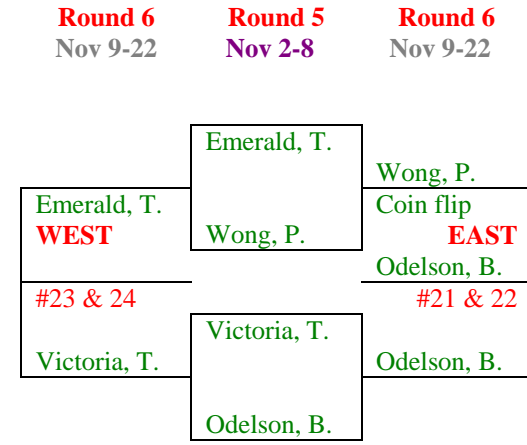 Round 6 Round 5 Round 6
Nov 9-22 Nov 2-8 Nov 9-22
Emerald, T.
Wong, P.
Emerald, T. Coin flip
WEST Wong, P. EAST
Odelson, B.
#23 & 24 #21 & 22
Victoria, T.
Victoria, T. Odelson, B.
Odelson, B.